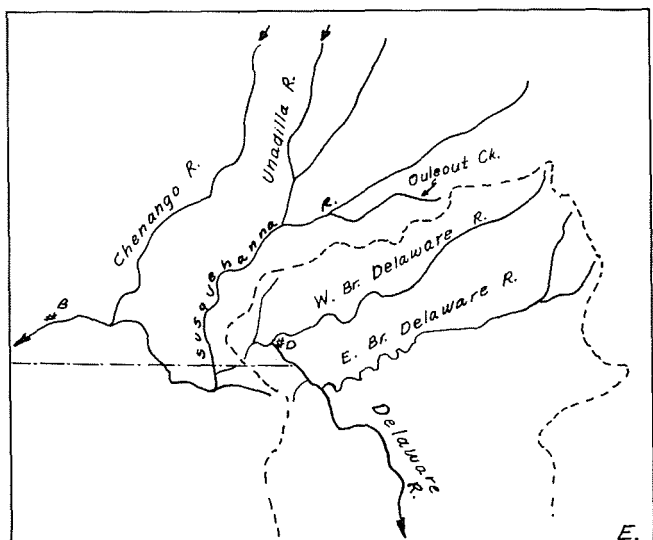 Chenango R.
Unadilla R.
Susquehanna R.
Ouleout Ck.
W. Br. Delaware R.
E. Br. Delaware R.
#B
#D
Delaware R.
E.